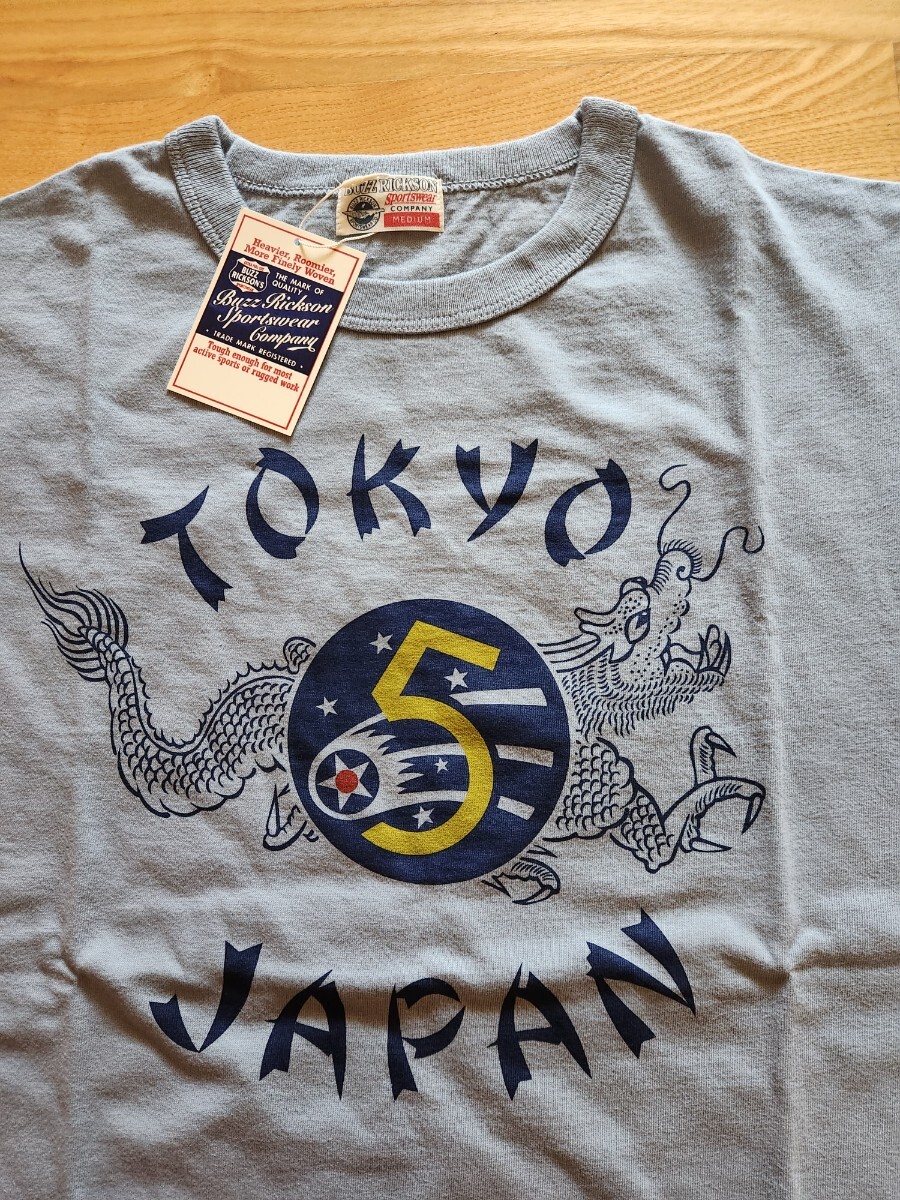 BUZZ RICKSON
Sportswear
COMPANY
MEDIUM
Heavier, Roomier,
More Finely Woven
BUZZ
RICKSON'S
THE MARK OF
QUALITY
Buzz Rickson
Sportswear
Company
· TRADE MARK REGISTERED ·
Tough enough for most
active sports or rugged work
TOKYO
5
JAPAN